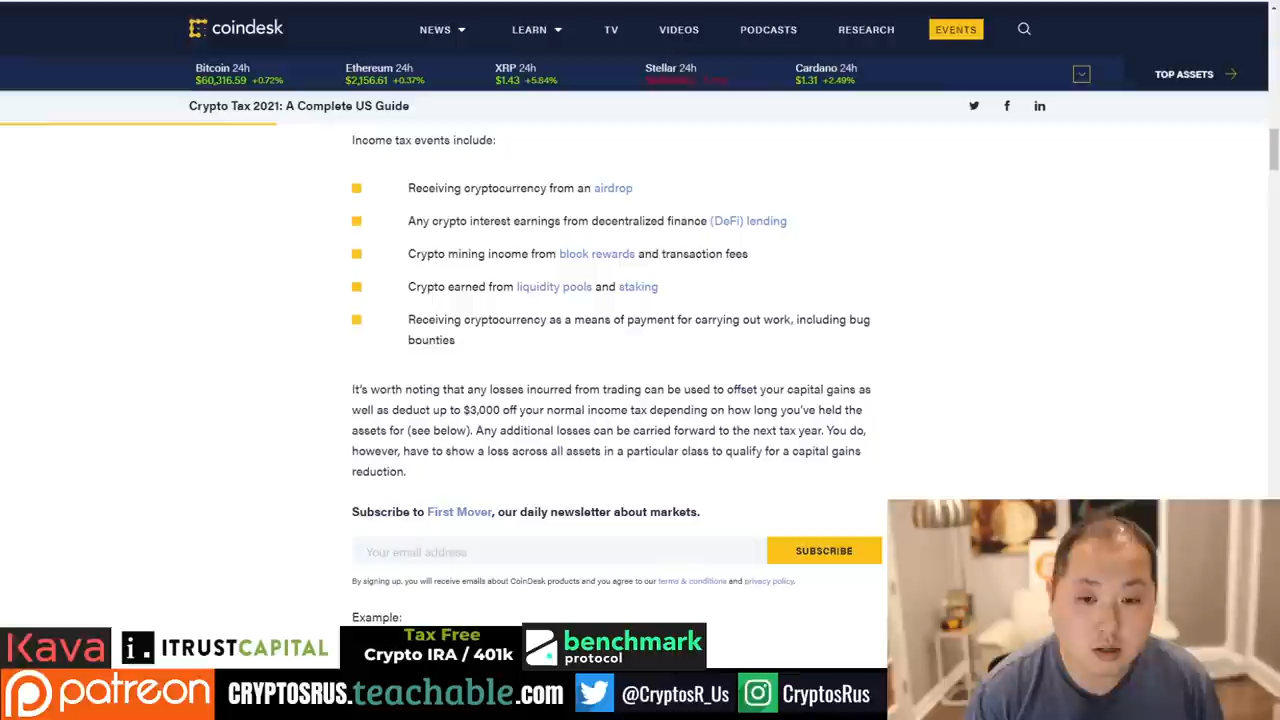 coindesk
NEWS LEARN TV VIDEOS PODCASTS RESEARCH EVENTS
Bitcoin 24h Ethereum 24h XRP 24h Stellar 24h Cardano 24h
$60,316.59 +0.72% $2,156.61 +0.37% $1.43 +5.84% $1.31 +2.49%
TOP ASSETS
Crypto Tax 2021: A Complete US Guide
Income tax events include:
Receiving cryptocurrency from an airdrop
Any crypto interest earnings from decentralized finance (DeFi) lending
Crypto mining income from block rewards and transaction fees
Crypto earned from liquidity pools and staking
Receiving cryptocurrency as a means of payment for carrying out work, including bug
bounties
It's worth noting that any losses incurred from trading can be used to offset your capital gains as
well as deduct up to $3,000 off your normal income tax depending on how long you've held the
assets for (see below). Any additional losses can be carried forward to the next tax year. You do,
however, have to show a loss across all assets in a particular class to qualify for a capital gains
reduction.
Subscribe to First Mover, our daily newsletter about markets.
Your email address
SUBSCRIBE
By signing up, you will receive emails about CoinDesk products and you agree to our terms & conditions and privacy policy.
Example:
Kava
i. ITRUSTCAPITAL
Tax Free
Crypto IRA / 401k
benchmark
protocol
patreon
CRYPTOSRUS.teachable.com
@CryptosR_Us
CryptosRus